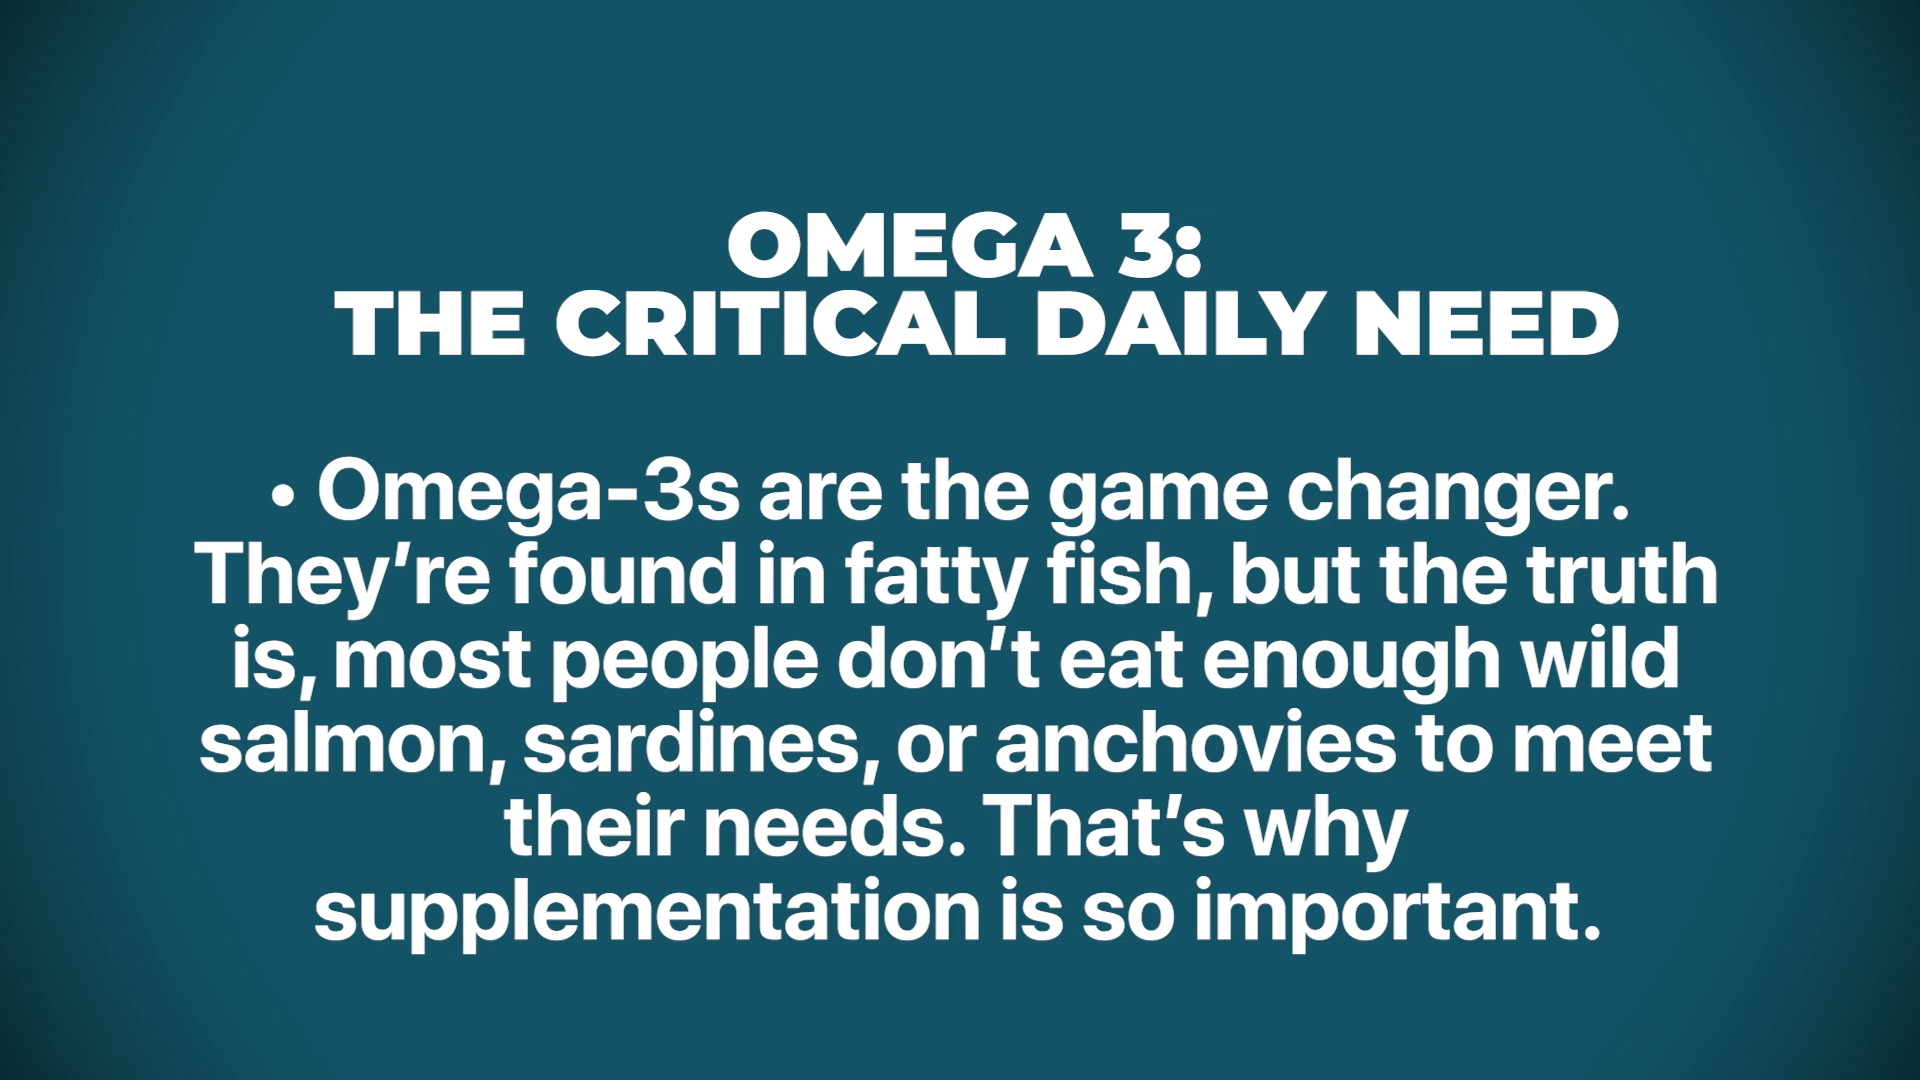 OMEGA 3:
THE CRITICAL DAILY NEED
• Omega-3s are the game changer.
They’re found in fatty fish, but the truth
is, most people don’t eat enough wild
salmon, sardines, or anchovies to meet
their needs. That’s why
supplementation is so important.